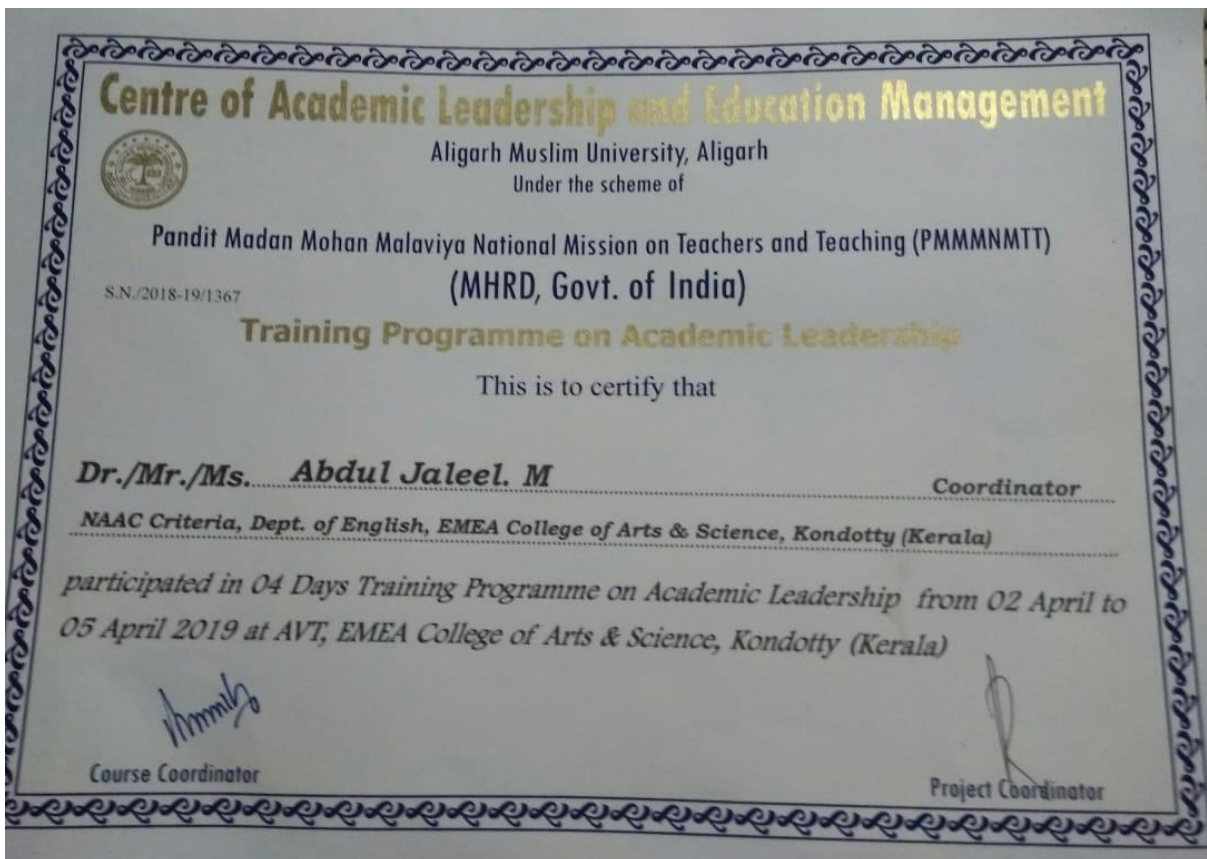 Centre of Academic Leadership and Education Management
Aligarh Muslim University, Aligarh
Under the scheme of
Pandit Madan Mohan Malaviya National Mission on Teachers and Teaching (PMMMNMTT)
S.N./2018-19/1367
(MHRD, Govt. of India)
Training Programme on Academic Leadership
This is to certify that
Dr./Mr./Ms. Abdul Jaleel. M Coordinator
NAAC Criteria, Dept. of English, EMEA College of Arts & Science, Kondotty (Kerala)
participated in 04 Days Training Programme on Academic Leadership from 02 April to
05 April 2019 at AVT, EMEA College of Arts & Science, Kondotty (Kerala)
Course Coordinator
Project Coordinator